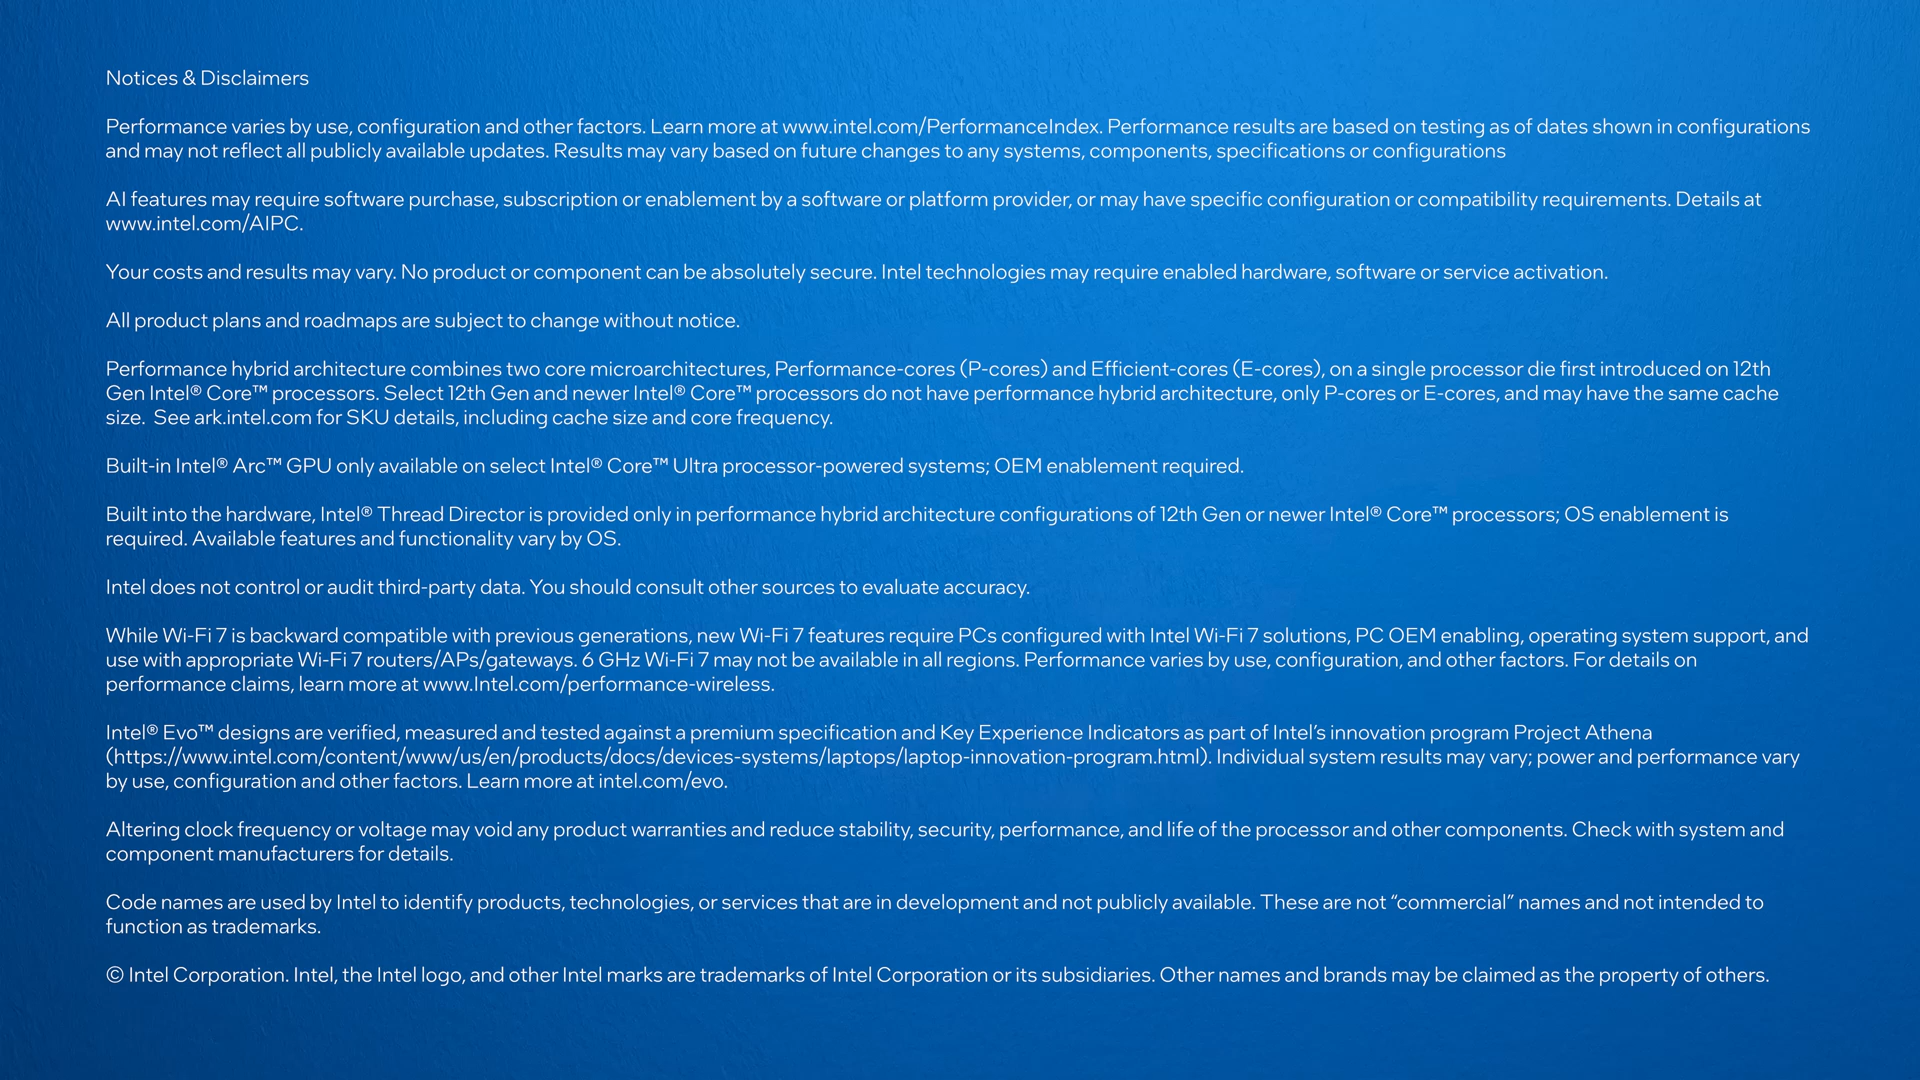 Notices & Disclaimers
Performance varies by use, configuration and other factors. Learn more at www.intel.com/PerformanceIndex. Performance results are based on testing as of dates shown in configurations
and may not reflect all publicly available updates. Results may vary based on future changes to any systems, components, specifications or configurations
AI features may require software purchase, subscription or enablement by a software or platform provider, or may have specific configuration or compatibility requirements. Details at
www.intel.com/AIPC.
Your costs and results may vary. No product or component can be absolutely secure. Intel technologies may require enabled hardware, software or service activation.
All product plans and roadmaps are subject to change without notice.
Performance hybrid architecture combines two core microarchitectures, Performance-cores (P-cores) and Efficient-cores (E-cores), on a single processor die first introduced on 12th
Gen Intel® Core™ processors. Select 12th Gen and newer Intel® Core™ processors do not have performance hybrid architecture, only P-cores or E-cores, and may have the same cache
size.  See ark.intel.com for SKU details, including cache size and core frequency.
Built-in Intel® Arc™ GPU only available on select Intel® Core™ Ultra processor-powered systems; OEM enablement required.
Built into the hardware, Intel® Thread Director is provided only in performance hybrid architecture configurations of 12th Gen or newer Intel® Core™ processors; OS enablement is
required. Available features and functionality vary by OS.
Intel does not control or audit third-party data. You should consult other sources to evaluate accuracy.
While Wi-Fi 7 is backward compatible with previous generations, new Wi-Fi 7 features require PCs configured with Intel Wi-Fi 7 solutions, PC OEM enabling, operating system support, and
use with appropriate Wi-Fi 7 routers/APs/gateways. 6 GHz Wi-Fi 7 may not be available in all regions. Performance varies by use, configuration, and other factors. For details on
performance claims, learn more at www.Intel.com/performance-wireless.
Intel® Evo™ designs are verified, measured and tested against a premium specification and Key Experience Indicators as part of Intel's innovation program Project Athena
(https://www.intel.com/content/www/us/en/products/docs/devices-systems/laptops/laptop-innovation-program.html). Individual system results may vary; power and performance vary
by use, configuration and other factors. Learn more at intel.com/evo.
Altering clock frequency or voltage may void any product warranties and reduce stability, security, performance, and life of the processor and other components. Check with system and
component manufacturers for details.
Code names are used by Intel to identify products, technologies, or services that are in development and not publicly available. These are not “commercial” names and not intended to
function as trademarks.
© Intel Corporation. Intel, the Intel logo, and other Intel marks are trademarks of Intel Corporation or its subsidiaries. Other names and brands may be claimed as the property of others.